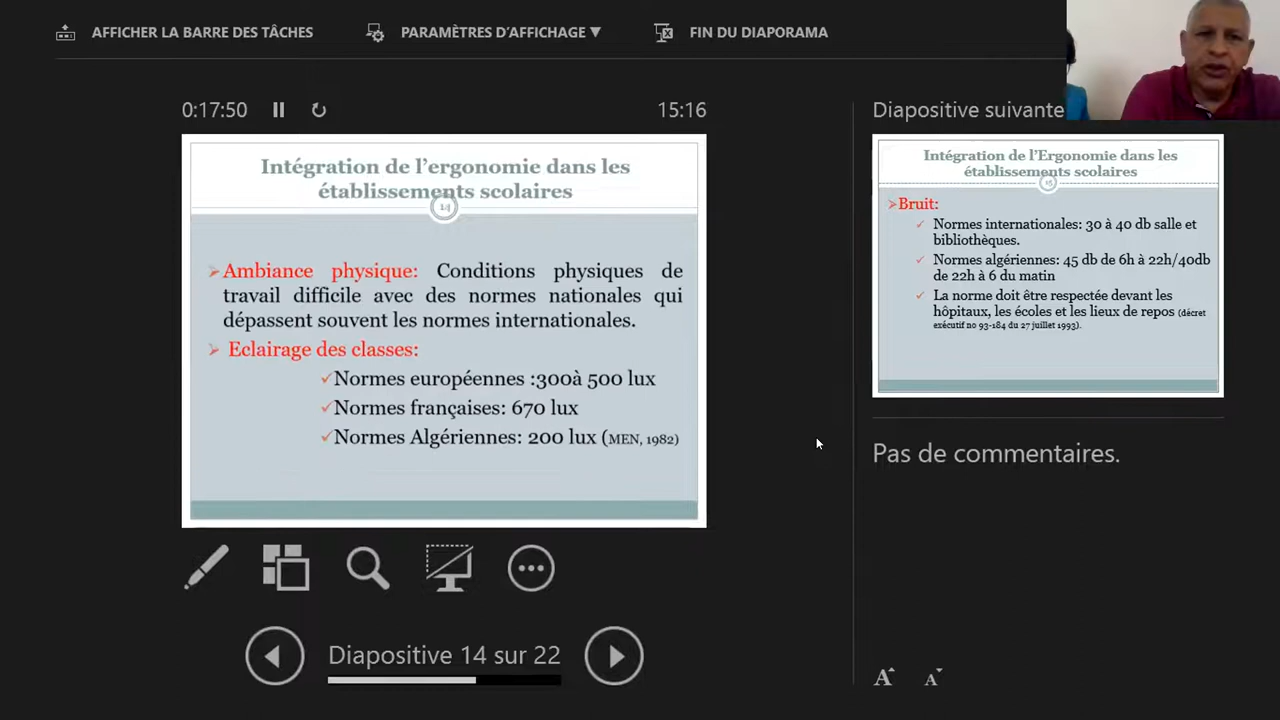 AFFICHER LA BARRE DES TÂCHES
PARAMÈTRES D'AFFICHAGE ▼
FIN DU DIAPORAMA
0:17:50
15:16
Intégration de l'ergonomie dans les
établissements scolaires
14
Ambiance physique: Conditions physiques de
travail difficile avec des normes nationales qui
dépassent souvent les normes internationales.
Eclairage des classes:
Normes européennes :300à 500 lux
Normes françaises: 670 lux
Normes Algériennes: 200 lux (MEN, 1982)
Diapositive 14 sur 22
Diapositive suivante
Intégration de l'Ergonomie dans les
établissements scolaires
15
Bruit:
Normes internationales: 30 à 40 db salle et
bibliothèques.
Normes algériennes: 45 db de 6h à 22h/40db
de 22h à 6 du matin
La norme doit être respectée devant les
hôpitaux, les écoles et les lieux de repos (décret
exécutif no 93-184 du 27 juillet 1993).
Pas de commentaires.
A A